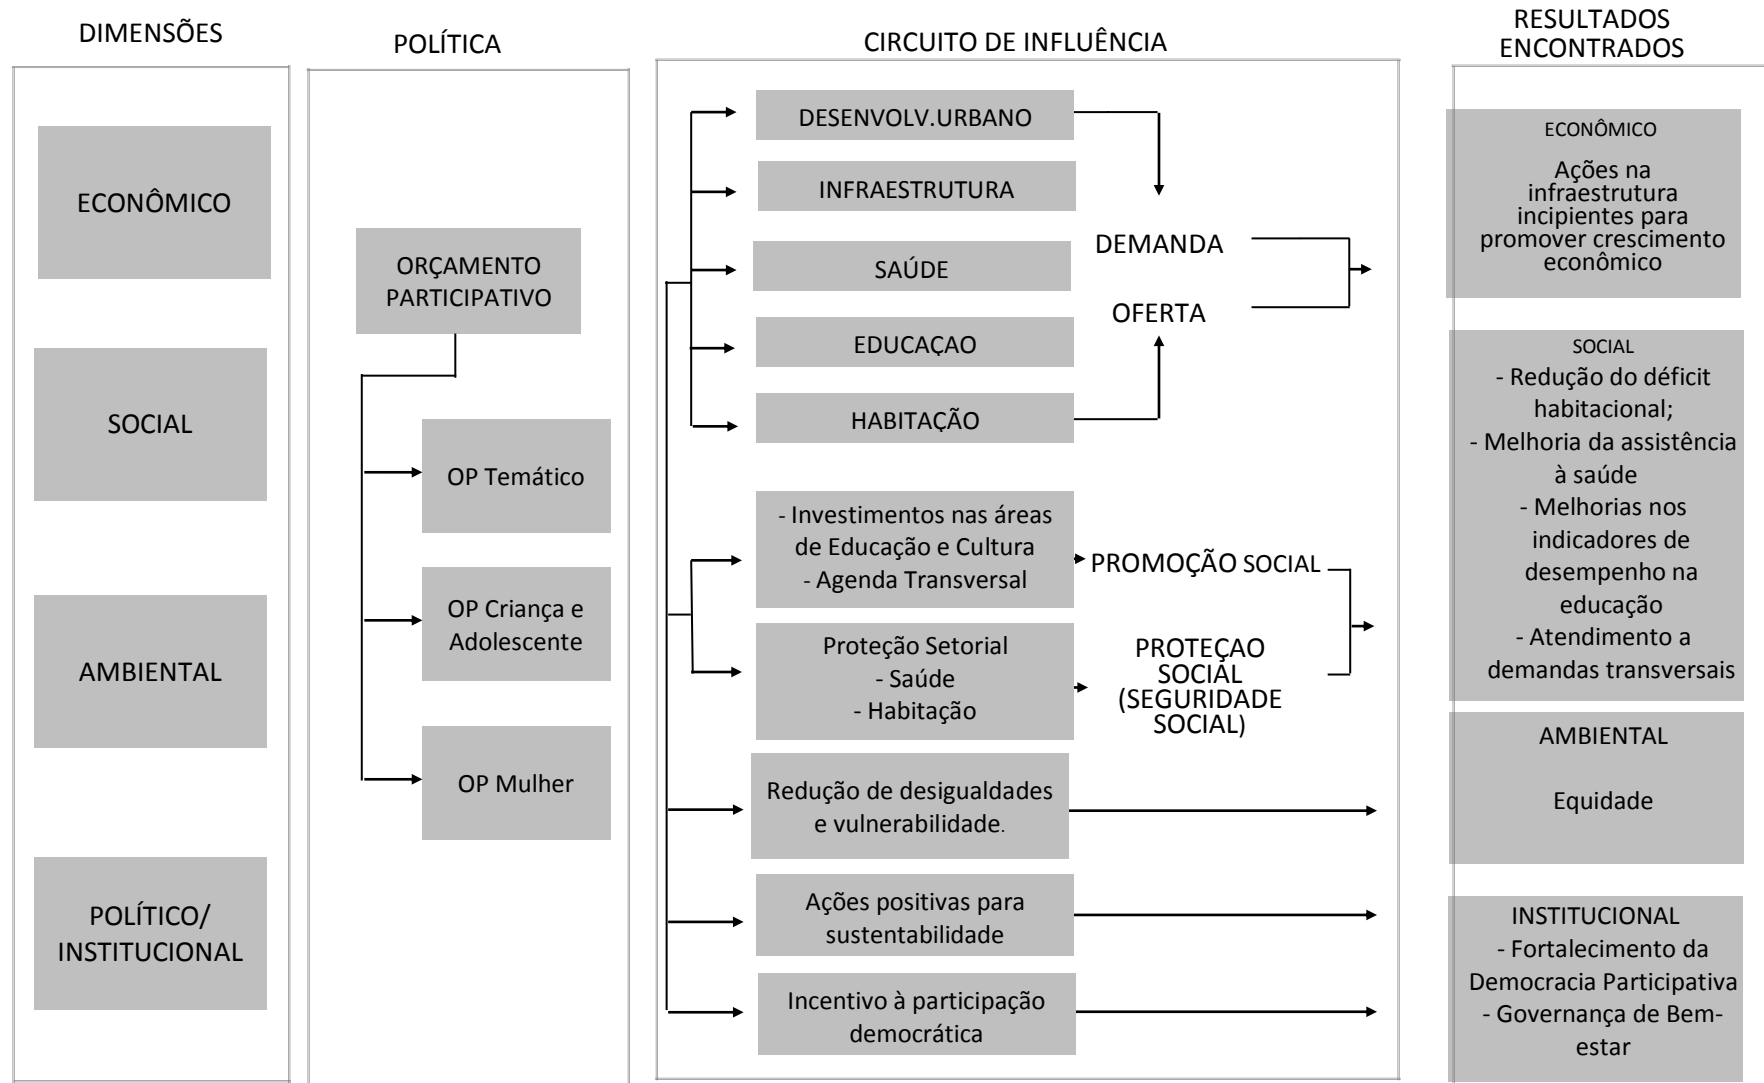 DIMENSÕES
ECONÔMICO
SOCIAL
AMBIENTAL
POLÍTICO/
INSTITUCIONAL
POLÍTICA
ORÇAMENTO
PARTICIPATIVO
OP Temático
OP Criança e
Adolescente
OP Mulher
CIRCUITO DE INFLUÊNCIA
DESENVOLV.URBANO
INFRAESTRUTURA
SAÚDE
EDUCAÇAO
HABITAÇÃO
DEMANDA
OFERTA
- Investimentos nas áreas
de Educação e Cultura
- Agenda Transversal
PROMOÇÃO SOCIAL
Proteção Setorial
- Saúde
- Habitação
PROTEÇAO
SOCIAL
(SEGURIDADE
SOCIAL)
Redução de desigualdades
e vulnerabilidade.
Ações positivas para
sustentabilidade
Incentivo à participação
democrática
RESULTADOS
ENCONTRADOS
ECONÔMICO
Ações na
infraestrutura
incipientes para
promover crescimento
econômico
SOCIAL
- Redução do déficit
habitacional;
- Melhoria da assistência
à saúde
- Melhorias nos
indicadores de
desempenho na
educação
- Atendimento a
demandas transversais
AMBIENTAL
Equidade
INSTITUCIONAL
- Fortalecimento da
Democracia Participativa
- Governança de Bem-
estar